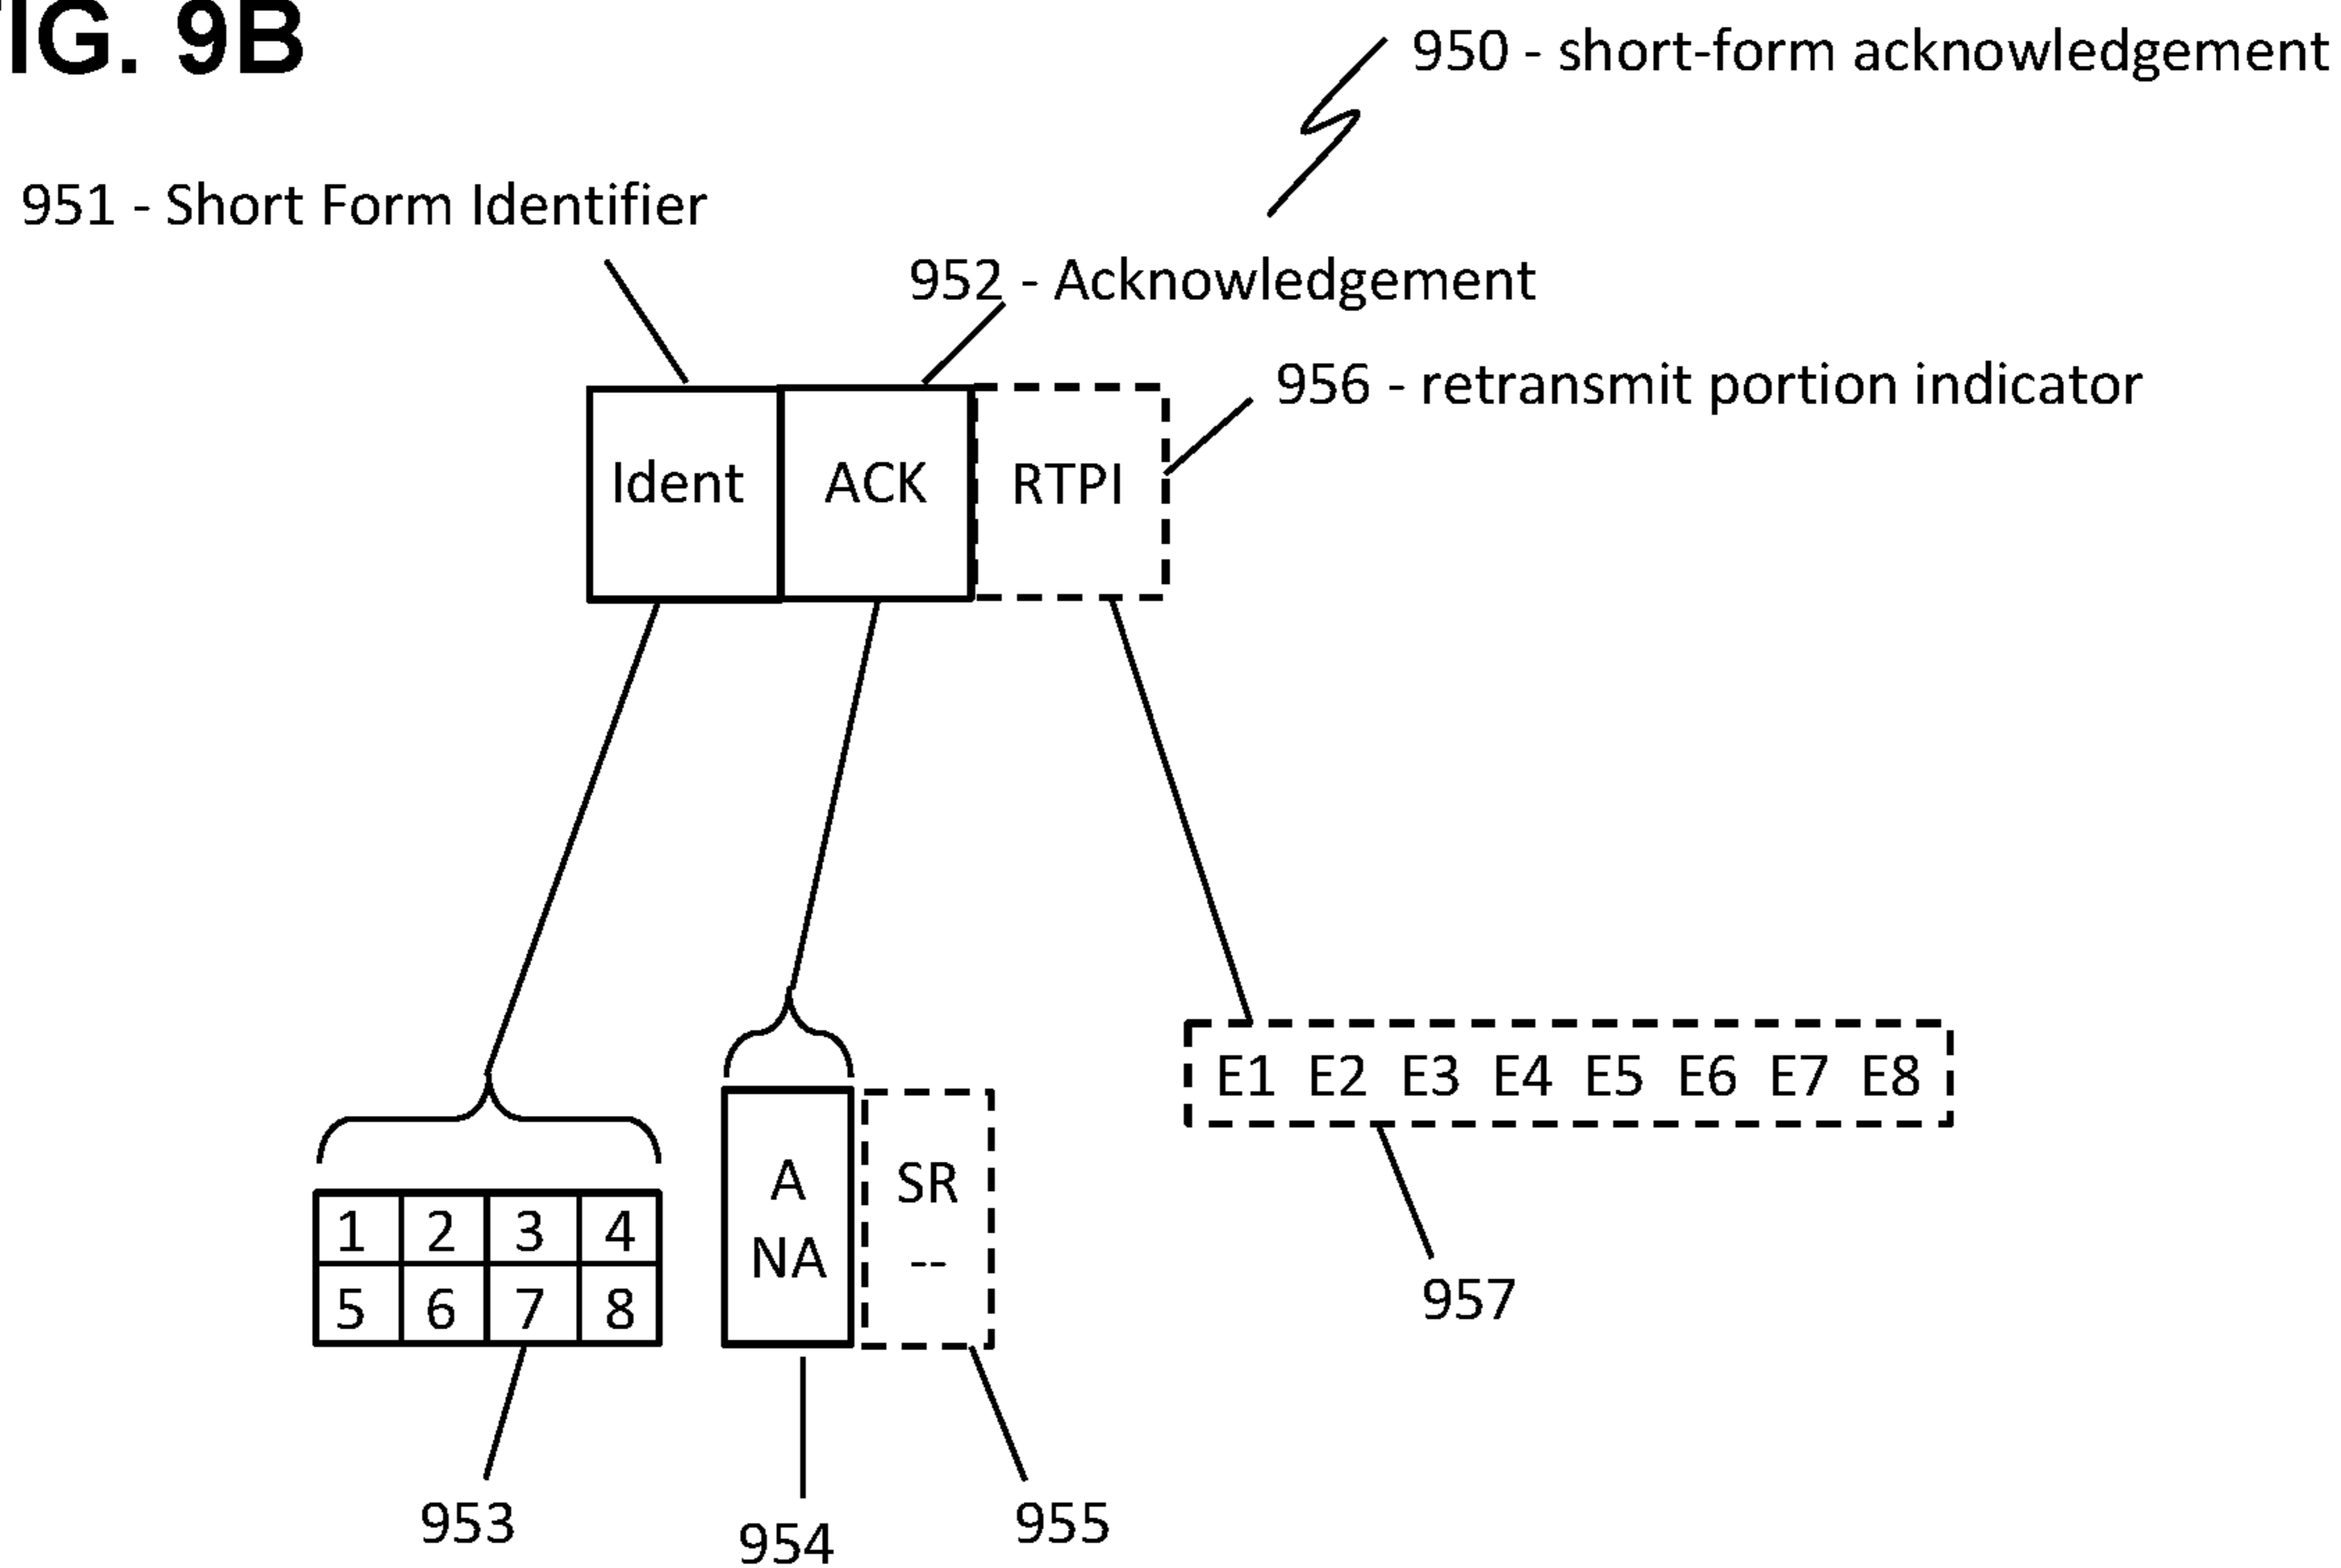 IG. 9B
950 - short-form acknowledgement
951 - Short Form Identifier
952 - Acknowledgement
956 - retransmit portion indicator
Ident ACK RTPI
E1 E2 E3 E4 E5 E6 E7 E8
A SR
1 2 3 4
NA --
5 6 7 8
957
953
954
955